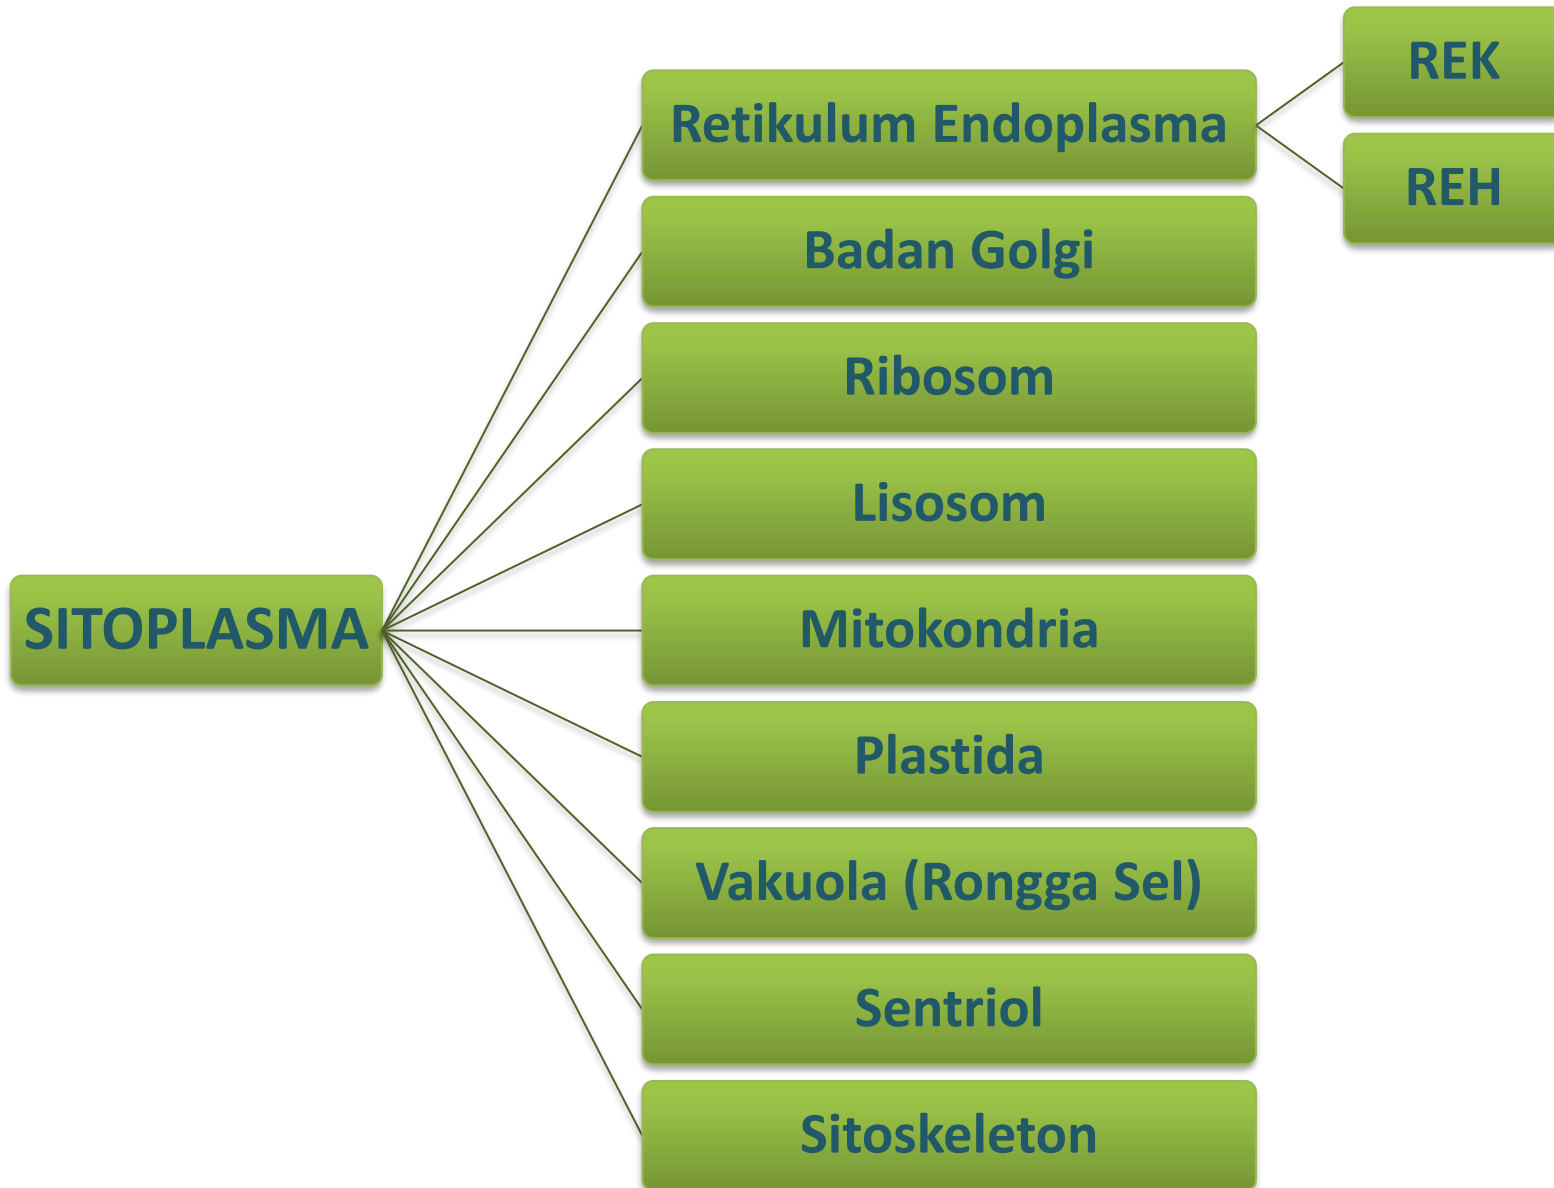 REK
Retikulum Endoplasma
REH
Badan Golgi
Ribosom
Lisosom
SITOPLASMA
Mitokondria
Plastida
Vakuola (Rongga Sel)
Sentriol
Sitoskeleton